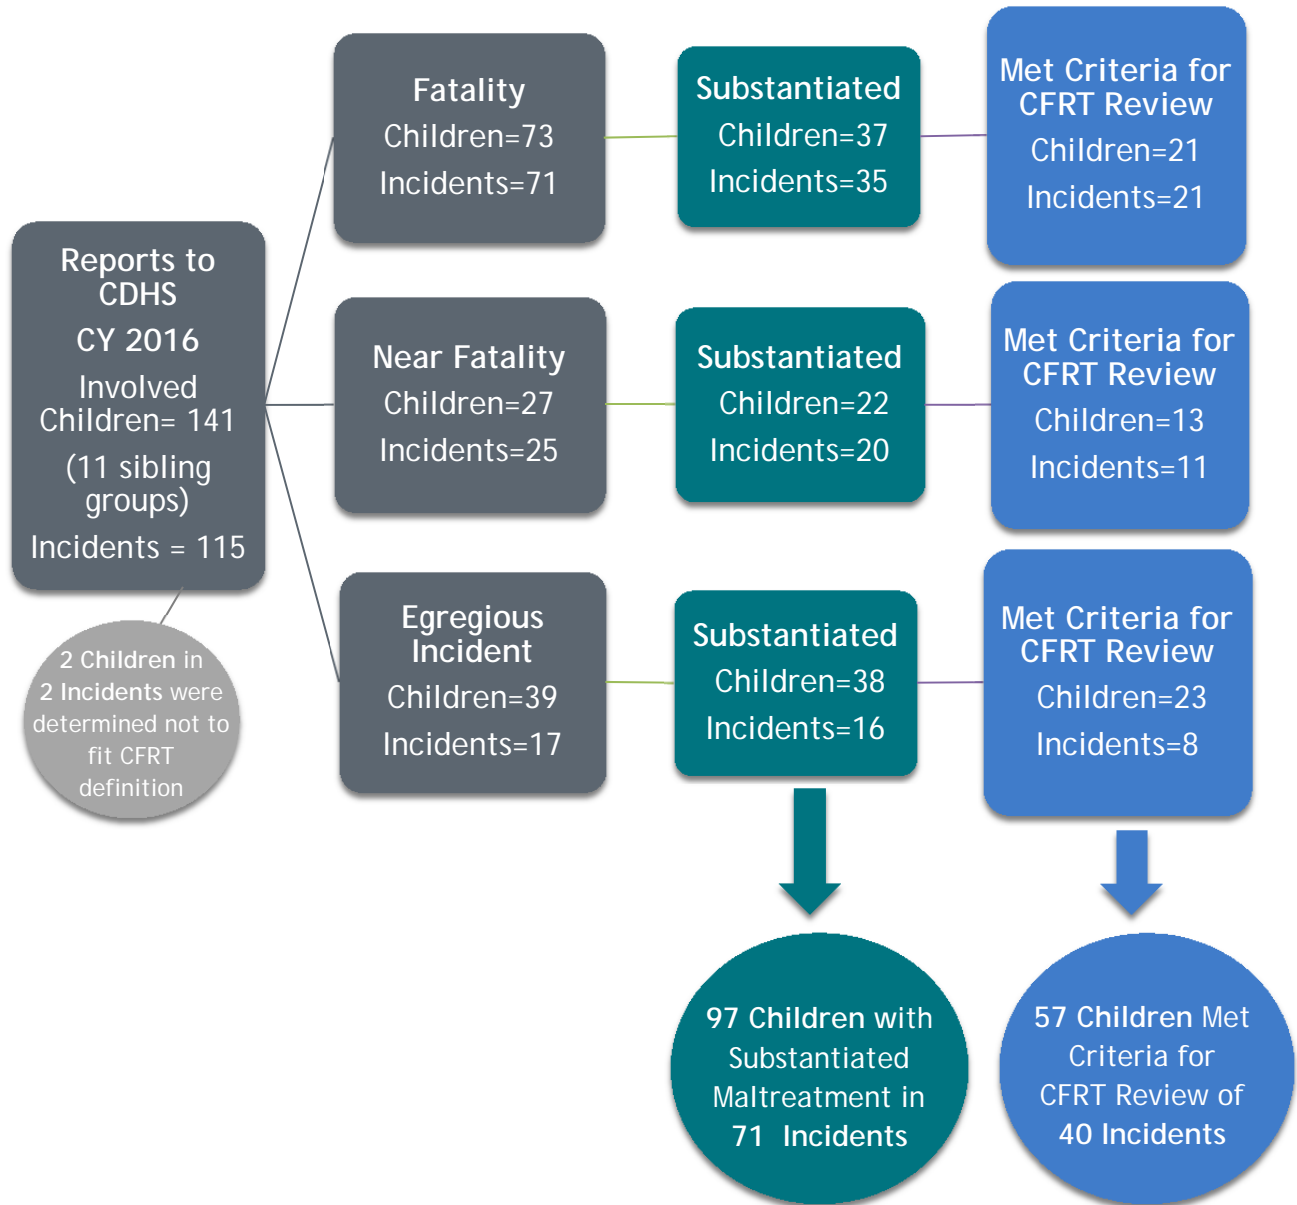 Reports to
CDHS
CY 2016
Involved
Children= 141
(11 sibling
groups)
Incidents = 115
2 Children in
2 Incidents were
determined not to
fit CFRT
definition
Fatality
Children=73
Incidents=71
Substantiated
Children=37
Incidents=35
Met Criteria for
CFRT Review
Children=21
Incidents=21
Near Fatality
Children=27
Incidents=25
Substantiated
Children=22
Incidents=20
Met Criteria for
CFRT Review
Children=13
Incidents=11
Egregious
Incident
Children=39
Incidents=17
Substantiated
Children=38
Incidents=16
Met Criteria for
CFRT Review
Children=23
Incidents=8
97 Children with
Substantiated
Maltreatment in
71 Incidents
57 Children Met
Criteria for
CFRT Review of
40 Incidents